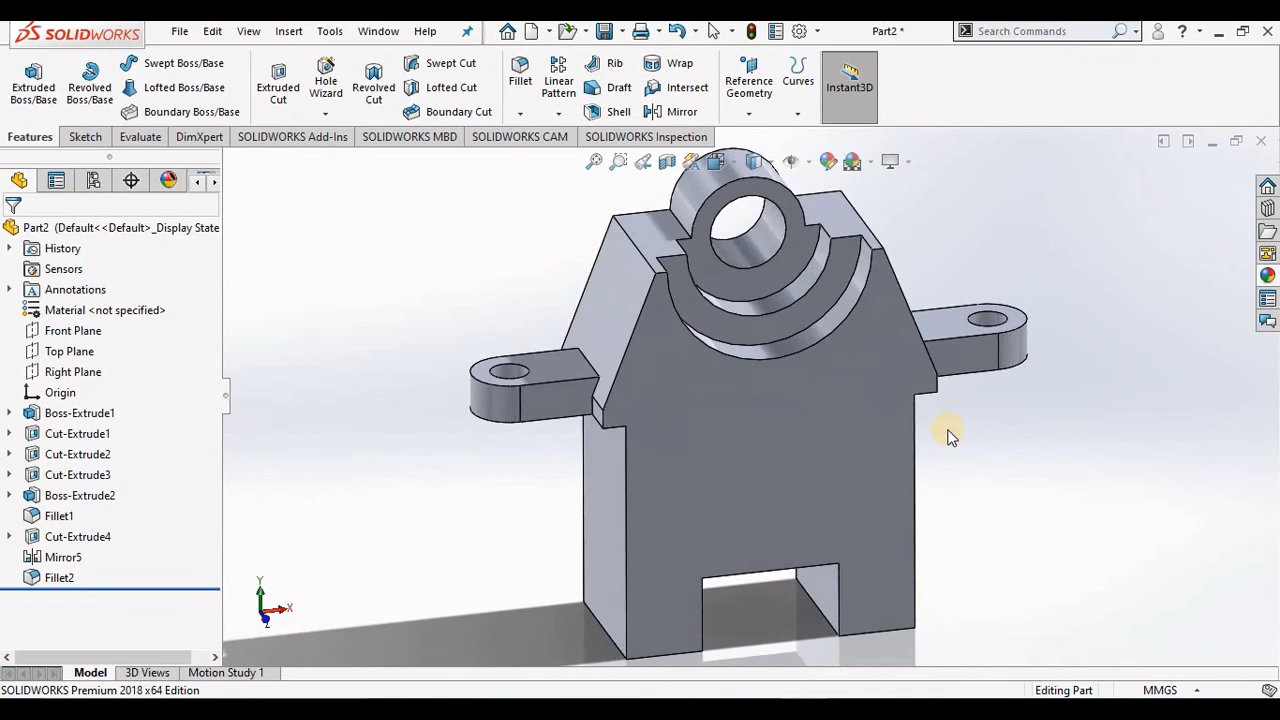 SOLIDWORKS File Edit View Insert Tools Window Help Part2 * Search Commands ?
Extruded Boss/Base
Revolved Boss/Base
Swept Boss/Base
Lofted Boss/Base
Boundary Boss/Base
Extruded Cut
Hole Wizard
Revolved Cut
Swept Cut
Lofted Cut
Boundary Cut
Fillet
Linear Pattern
Rib
Draft
Shell
Wrap
Intersect
Mirror
Reference Geometry
Curves
Instant3D
Features Sketch Evaluate DimXpert SOLIDWORKS Add-Ins SOLIDWORKS MBD SOLIDWORKS CAM SOLIDWORKS Inspection
Part2 (Default<<Default>_Display State
History
Sensors
Annotations
Material <not specified>
Front Plane
Top Plane
Right Plane
Origin
Boss-Extrude1
Cut-Extrude1
Cut-Extrude2
Cut-Extrude3
Boss-Extrude2
Fillet1
Cut-Extrude4
Mirror5
Fillet2
Y
X
Z
Model 3D Views Motion Study 1
SOLIDWORKS Premium 2018 x64 Edition Editing Part MMGS